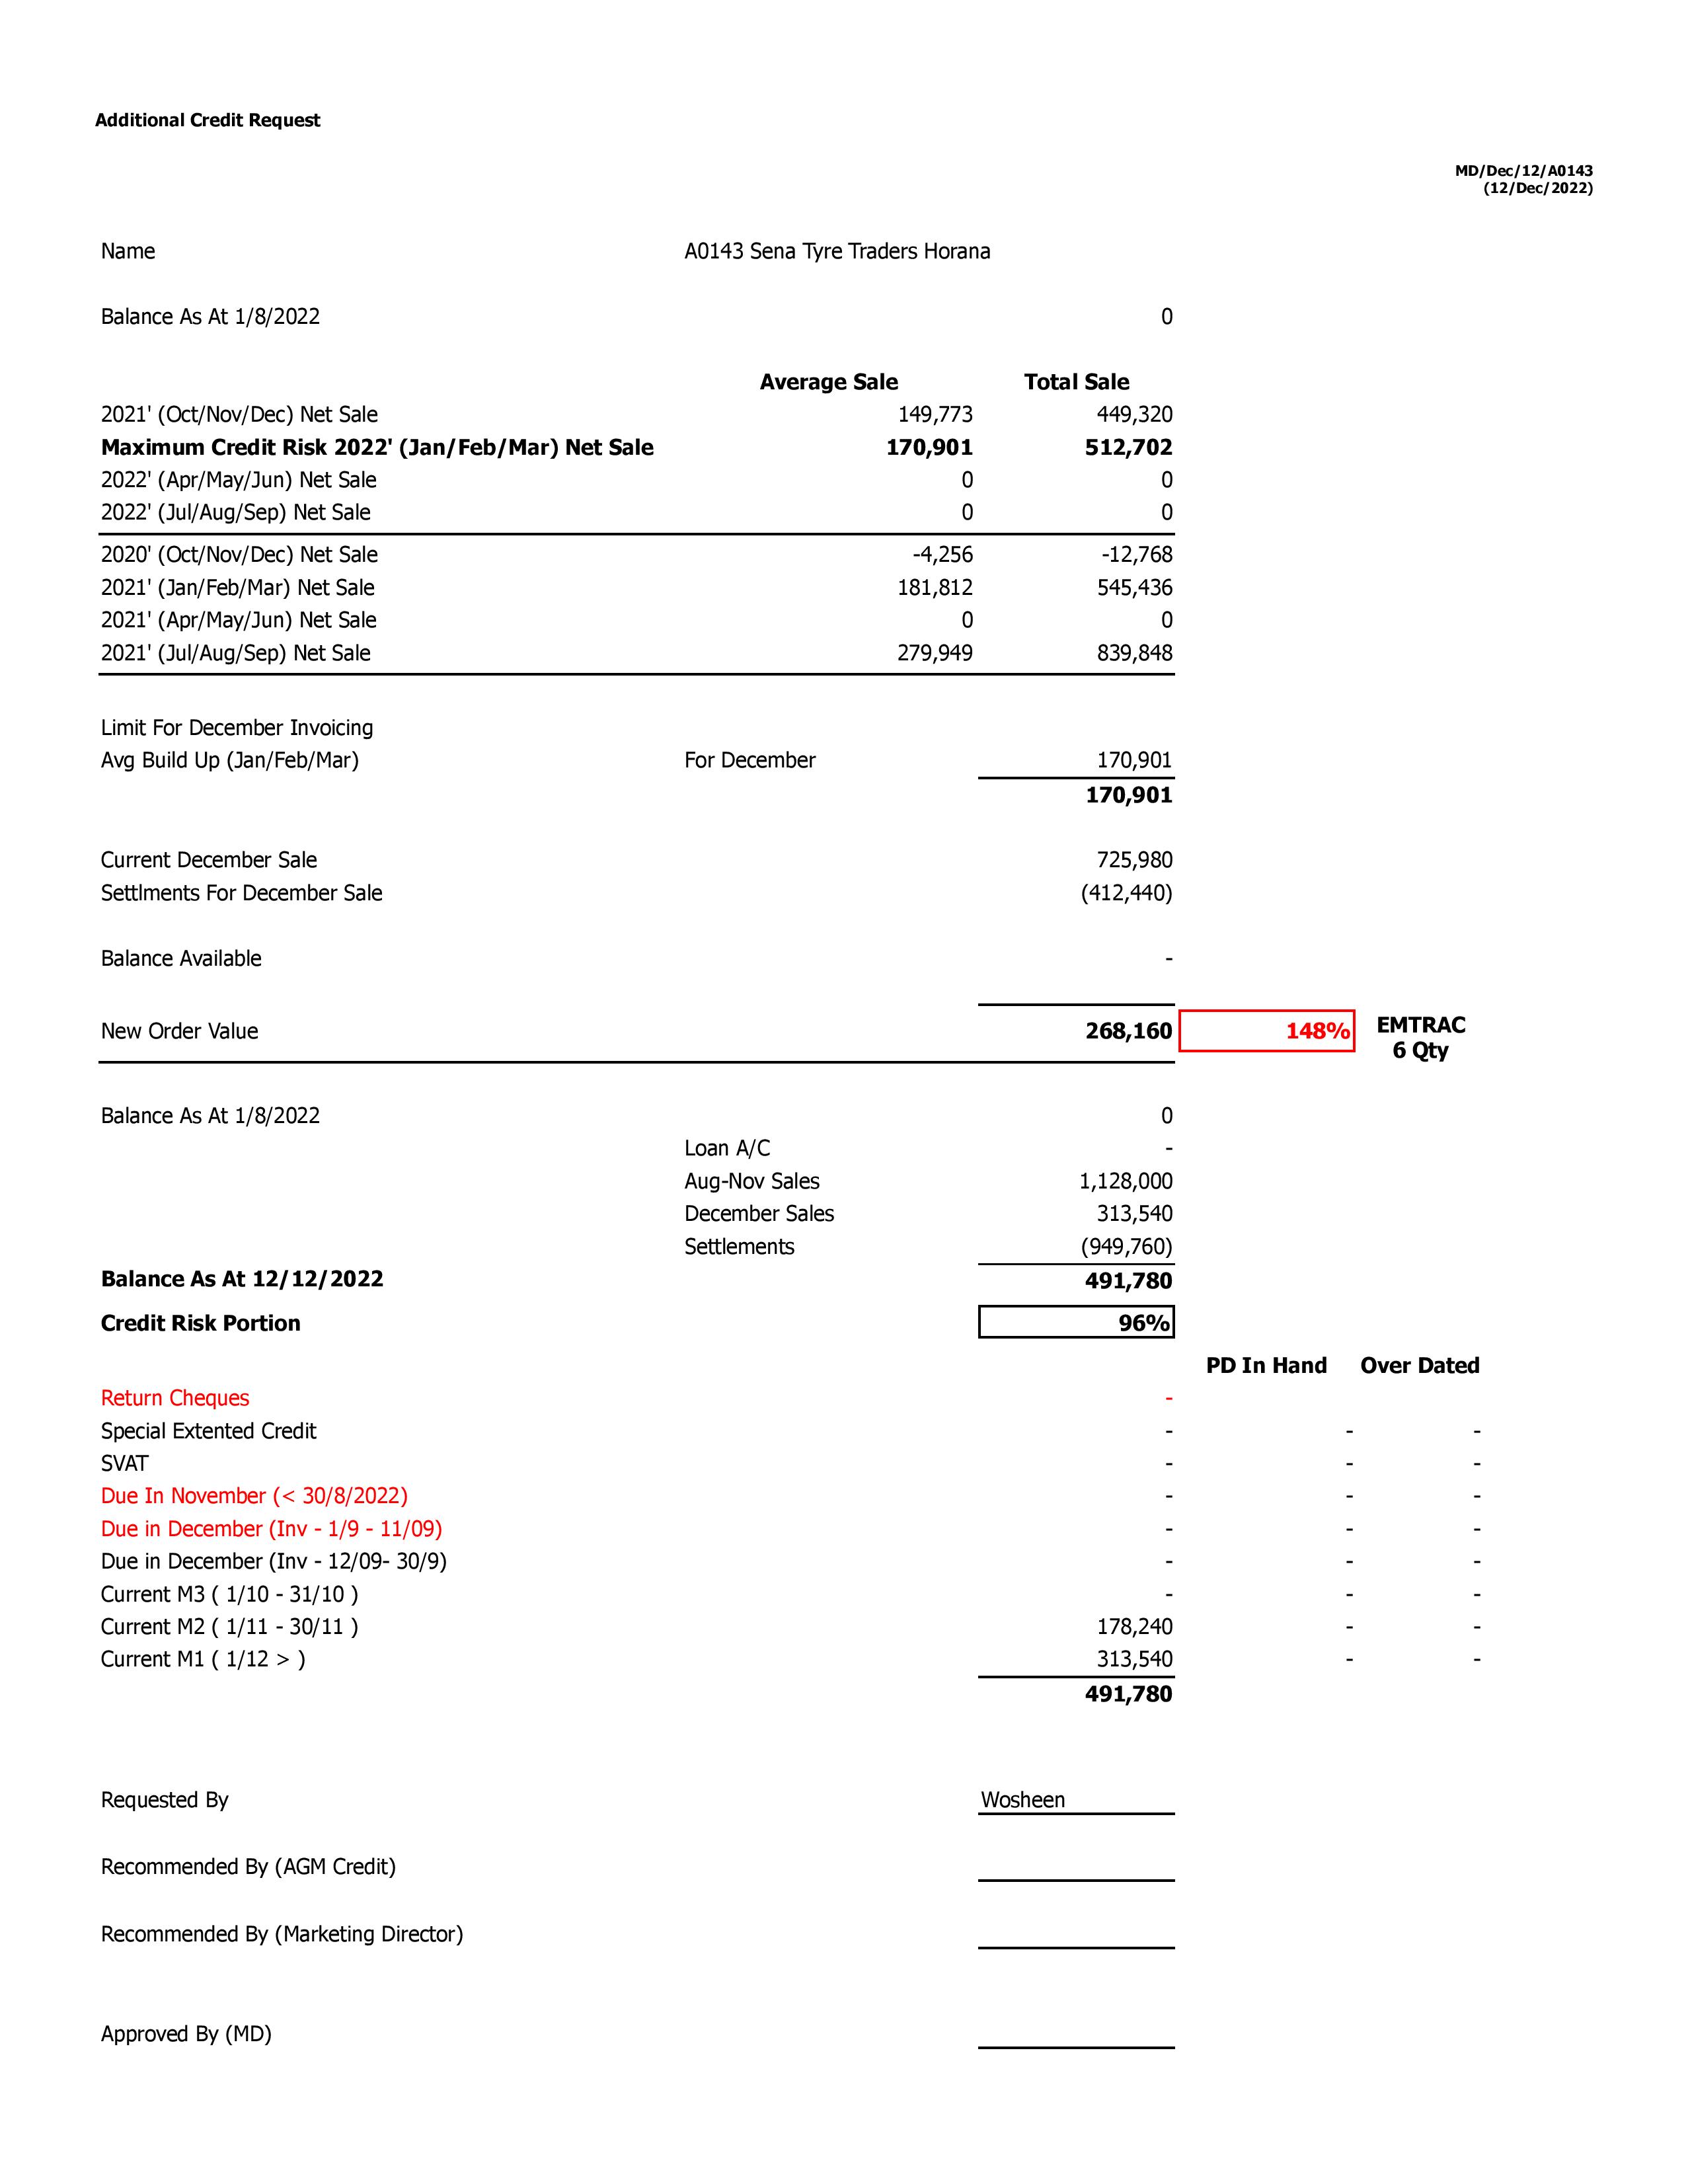 Additional Credit Request
MD/Dec/12/A0143
(12/Dec/2022)
Name A0143 Sena Tyre Traders Horana
Balance As At 1/8/2022 0
Average Sale Total Sale
2021' (Oct/Nov/Dec) Net Sale 149,773 449,320
Maximum Credit Risk 2022' (Jan/Feb/Mar) Net Sale 170,901 512,702
2022' (Apr/May/Jun) Net Sale 0 0
2022' (Jul/Aug/Sep) Net Sale 0 0
2020' (Oct/Nov/Dec) Net Sale -4,256 -12,768
2021' (Jan/Feb/Mar) Net Sale 181,812 545,436
2021' (Apr/May/Jun) Net Sale 0 0
2021' (Jul/Aug/Sep) Net Sale 279,949 839,848
Limit For December Invoicing
Avg Build Up (Jan/Feb/Mar) For December 170,901
170,901
Current December Sale 725,980
Settlments For December Sale (412,440)
Balance Available -
New Order Value 268,160 148% EMTRAC
6 Qty
Balance As At 1/8/2022 0
Loan A/C -
Aug-Nov Sales 1,128,000
December Sales 313,540
Settlements (949,760)
Balance As At 12/12/2022 491,780
Credit Risk Portion 96%
PD In Hand Over Dated
Return Cheques -
Special Extented Credit - - -
SVAT - - -
Due In November (< 30/8/2022) - - -
Due in December (Inv - 1/9 - 11/09) - - -
Due in December (Inv - 12/09- 30/9) - - -
Current M3 ( 1/10 - 31/10 ) - - -
Current M2 ( 1/11 - 30/11 ) 178,240 - -
Current M1 ( 1/12 > ) 313,540 - -
491,780
Requested By Wosheen
Recommended By (AGM Credit)
Recommended By (Marketing Director)
Approved By (MD)